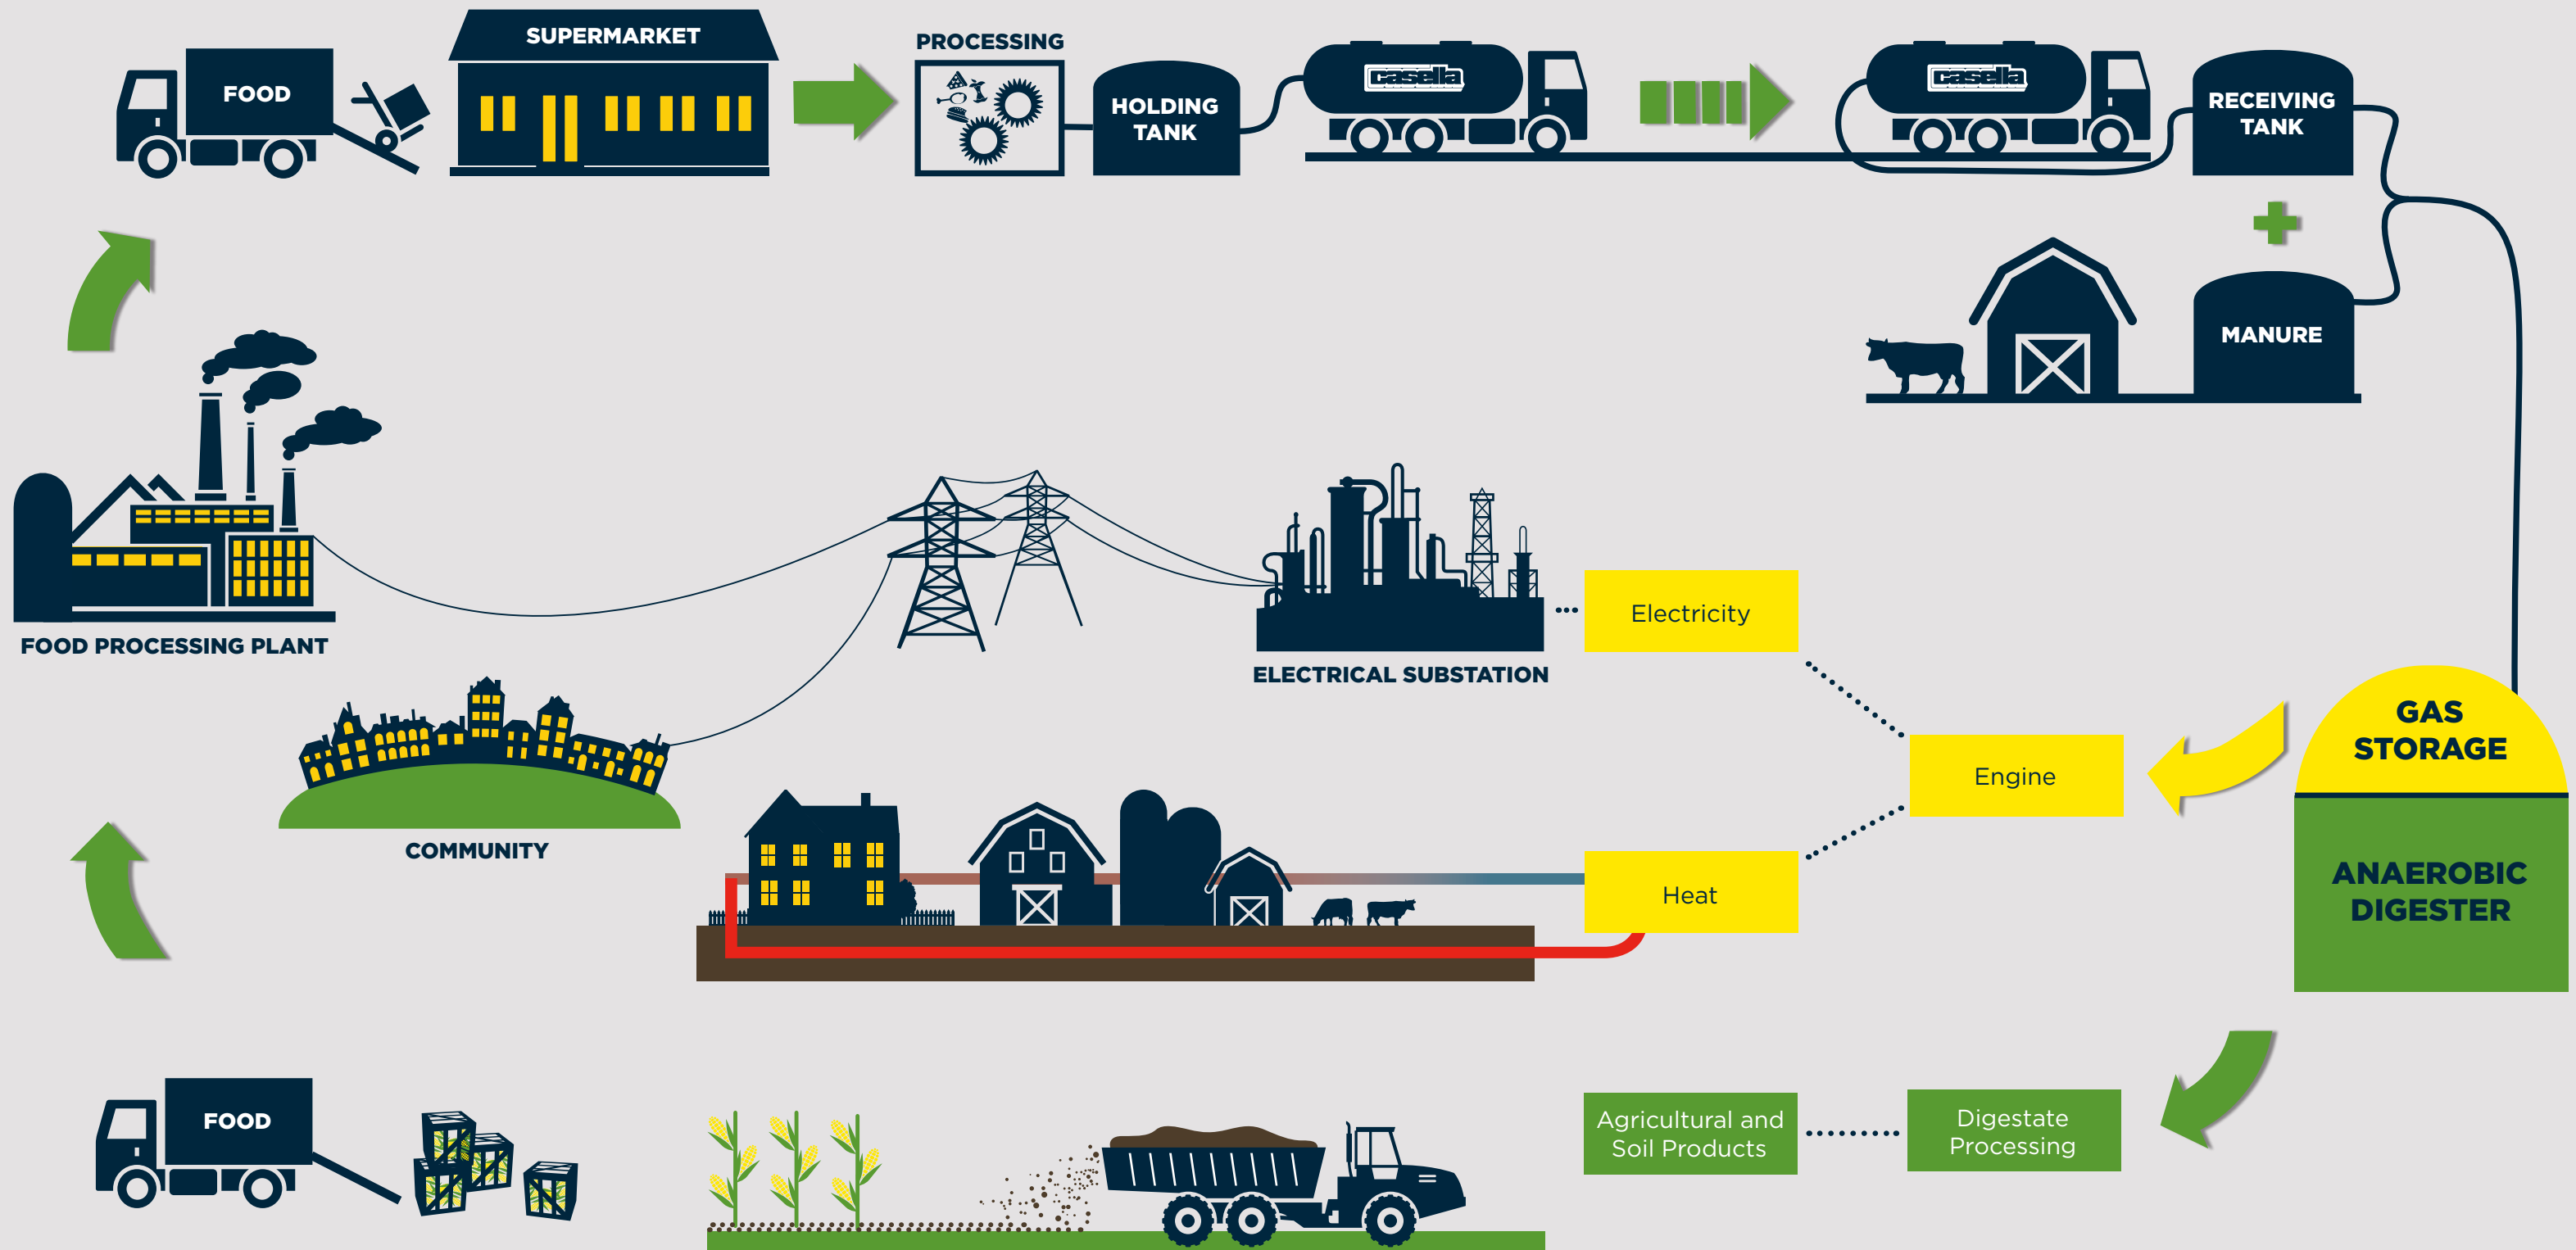 FOOD
SUPERMARKET
PROCESSING
HOLDING
TANK
casella
casella
RECEIVING
TANK
MANURE
FOOD PROCESSING PLANT
ELECTRICAL SUBSTATION
Electricity
COMMUNITY
Engine
Heat
GAS
STORAGE
ANAEROBIC
DIGESTER
FOOD
Agricultural and
Soil Products
Digestate
Processing